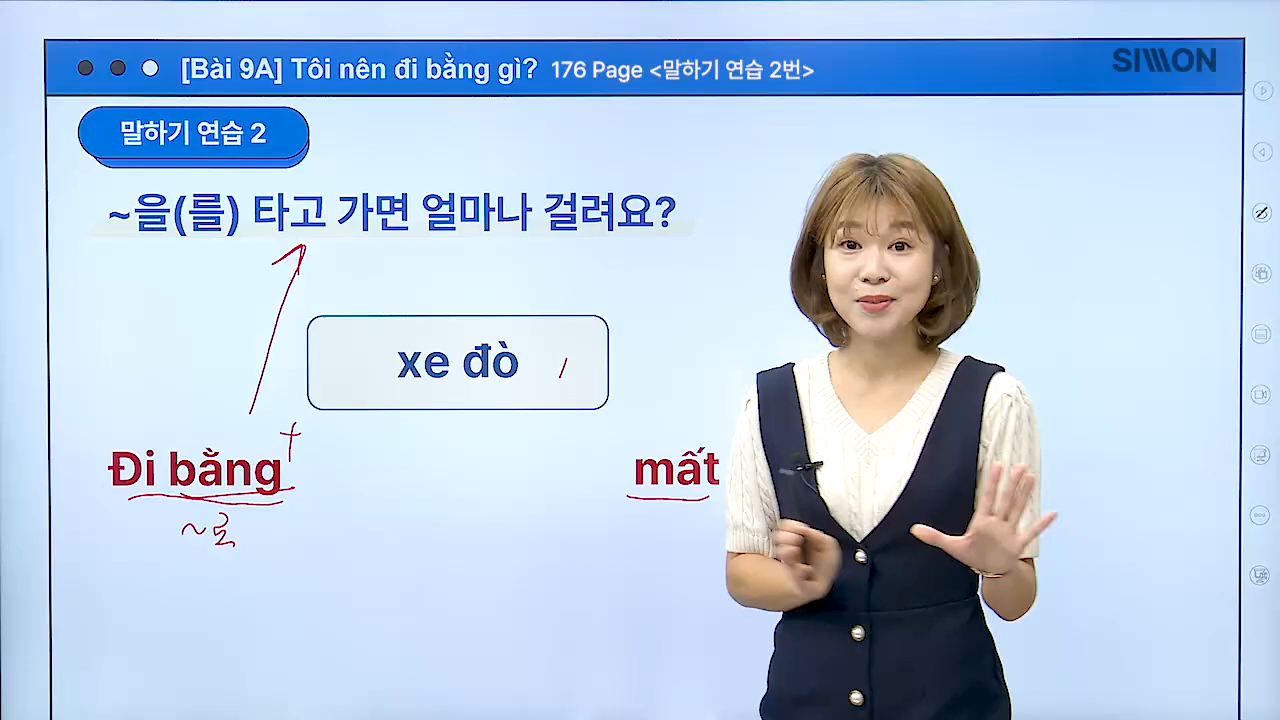 [Bài 9A] Tôi nên đi bằng gì? 176 Page <말하기 연습 2번>
SIWON
말하기 연습 2
~을(를) 타고 가면 얼마나 걸려요?
xe đò
Đi bằng
mất
~로